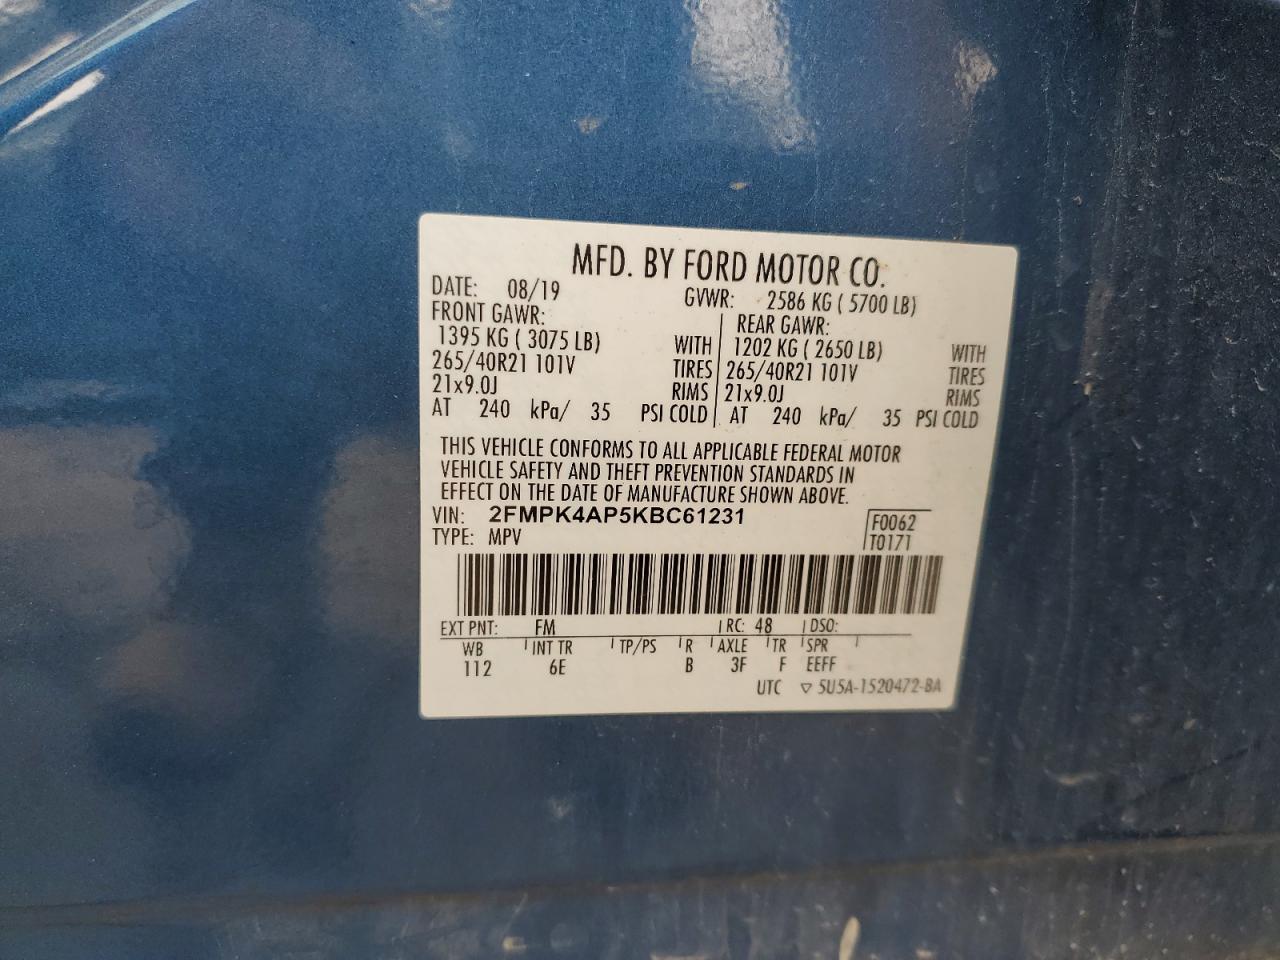 MFD. BY FORD MOTOR CO.
DATE: 08/19 GVWR: 2586 KG ( 5700 LB)
FRONT GAWR: REAR GAWR:
1395 KG ( 3075 LB) WITH 1202 KG ( 2650 LB) WITH
265/40R21 101V TIRES 265/40R21 101V TIRES
21x9.0J RIMS 21x9.0J RIMS
AT 240 kPa/ 35 PSI COLD AT 240 kPa/ 35 PSI COLD
THIS VEHICLE CONFORMS TO ALL APPLICABLE FEDERAL MOTOR
VEHICLE SAFETY AND THEFT PREVENTION STANDARDS IN
EFFECT ON THE DATE OF MANUFACTURE SHOWN ABOVE.
VIN: 2FMPK4AP5KBC61231 F0062
TYPE: MPV T0171
EXT PNT: FM RC: 48 DSO:
WB INT TR TP/PS R AXLE TR SPR
112 6E B 3F F EEFF
UTC ▽ 5U5A-1520472-BA